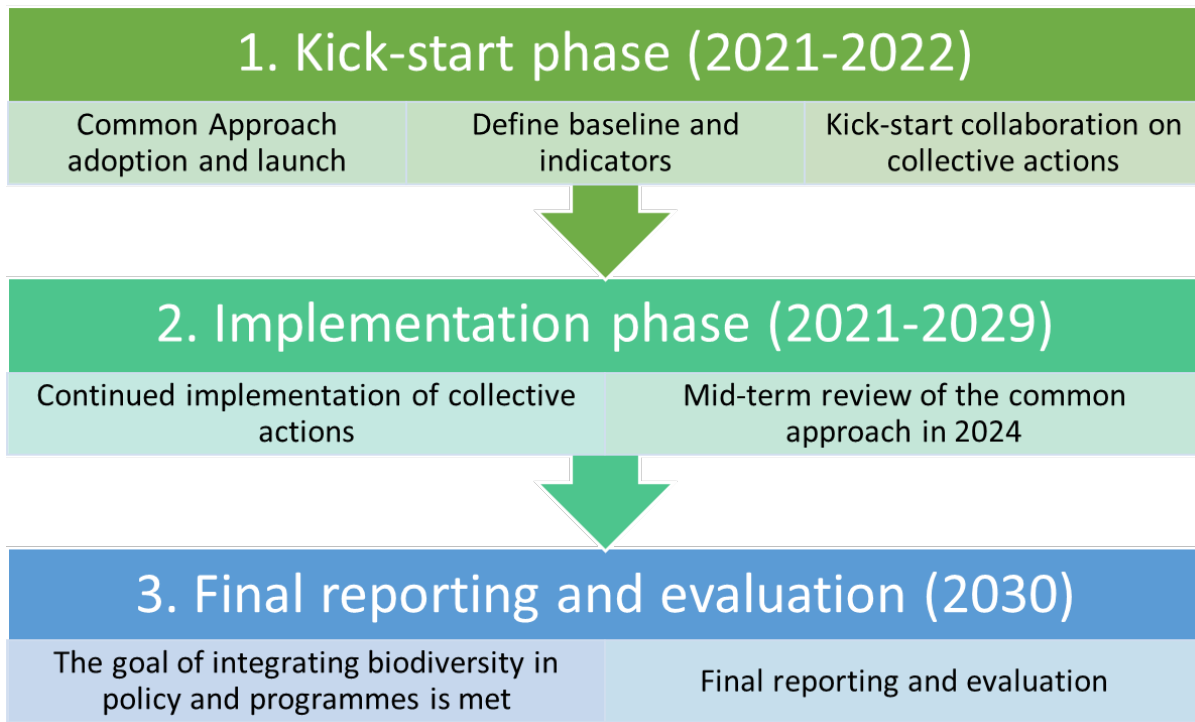 1. Kick-start phase (2021-2022)
Common Approach
adoption and launch
Define baseline and
indicators
Kick-start collaboration on
collective actions
2. Implementation phase (2021-2029)
Continued implementation of collective
actions
Mid-term review of the common
approach in 2024
3. Final reporting and evaluation (2030)
The goal of integrating biodiversity in
policy and programmes is met
Final reporting and evaluation